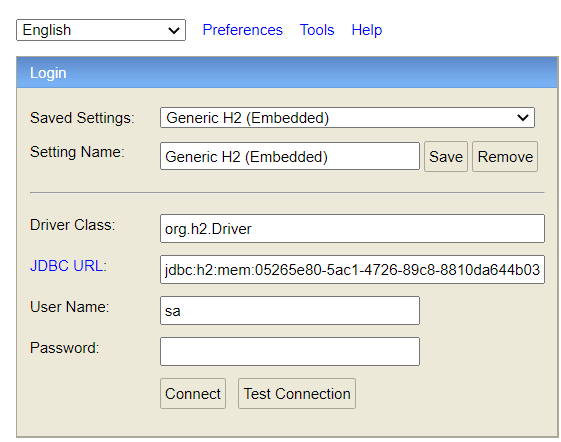 English Preferences Tools Help
Login
Saved Settings: Generic H2 (Embedded)
Setting Name: Generic H2 (Embedded) Save Remove
Driver Class: org.h2.Driver
JDBC URL: jdbc:h2:mem:05265e80-5ac1-4726-89c8-8810da644b03
User Name: sa
Password:
Connect Test Connection